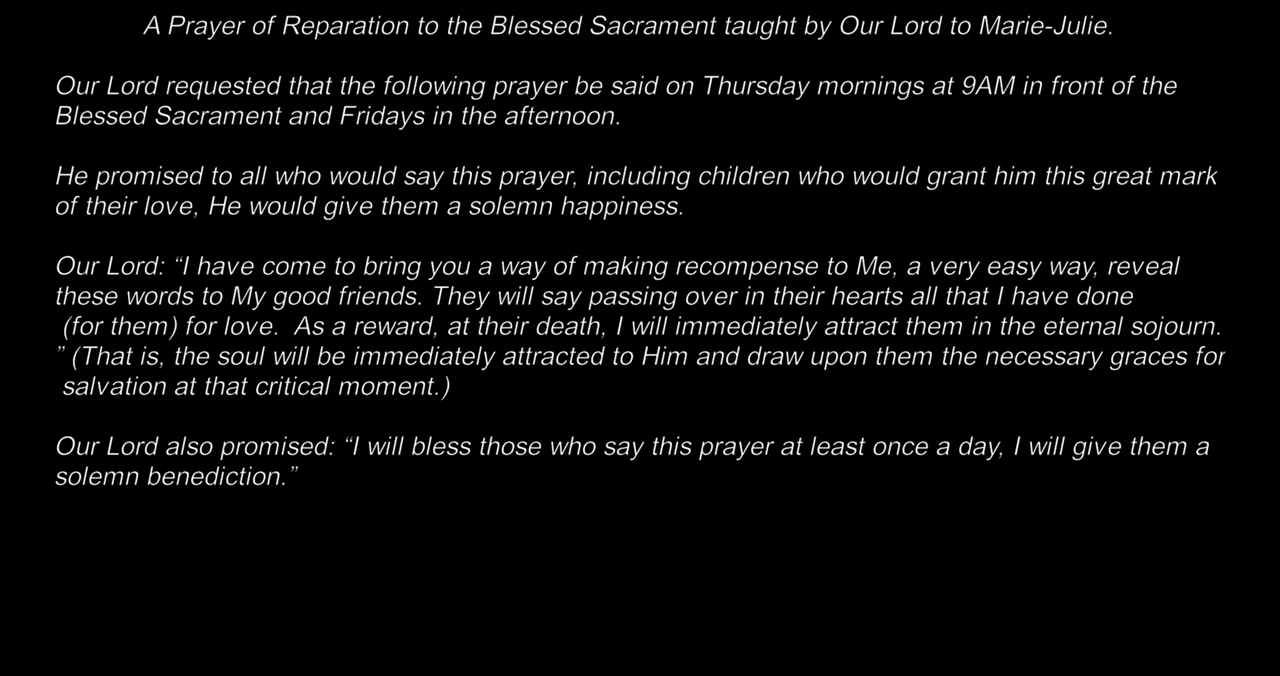 A Prayer of Reparation to the Blessed Sacrament taught by Our Lord to Marie-Julie.
Our Lord requested that the following prayer be said on Thursday mornings at 9AM in front of the
Blessed Sacrament and Fridays in the afternoon.
He promised to all who would say this prayer, including children who would grant him this great mark
of their love, He would give them a solemn happiness.
Our Lord: “I have come to bring you a way of making recompense to Me, a very easy way, reveal
these words to My good friends. They will say passing over in their hearts all that I have done
(for them) for love.  As a reward, at their death, I will immediately attract them in the eternal sojourn.
” (That is, the soul will be immediately attracted to Him and draw upon them the necessary graces for
salvation at that critical moment.)
Our Lord also promised: “I will bless those who say this prayer at least once a day, I will give them a
solemn benediction.”